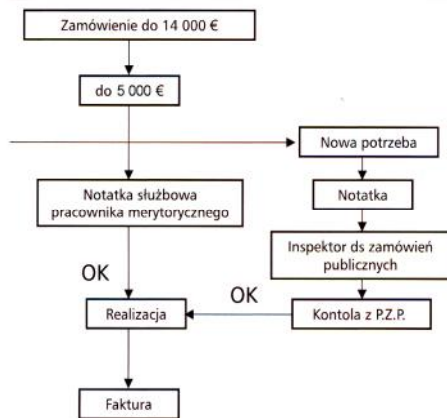 Zamówienie do 14 000 €
do 5 000 €
Nowa potrzeba
Notatka służbowa
pracownika merytorycznego
Notatka
Inspektor ds zamówień
publicznych
OK
OK
Realizacja
Kontola z P.Z.P.
Faktura